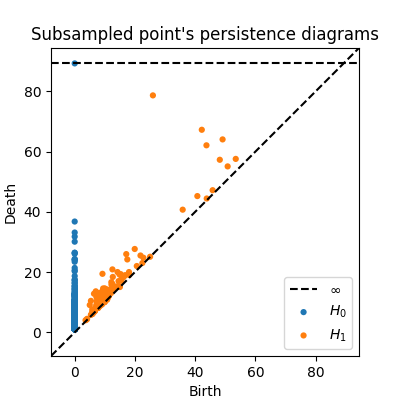 Subsampled point's persistence diagrams
Death
80
60
40
20
0
0 20 40 60 80
Birth
∞
H₀
H₁